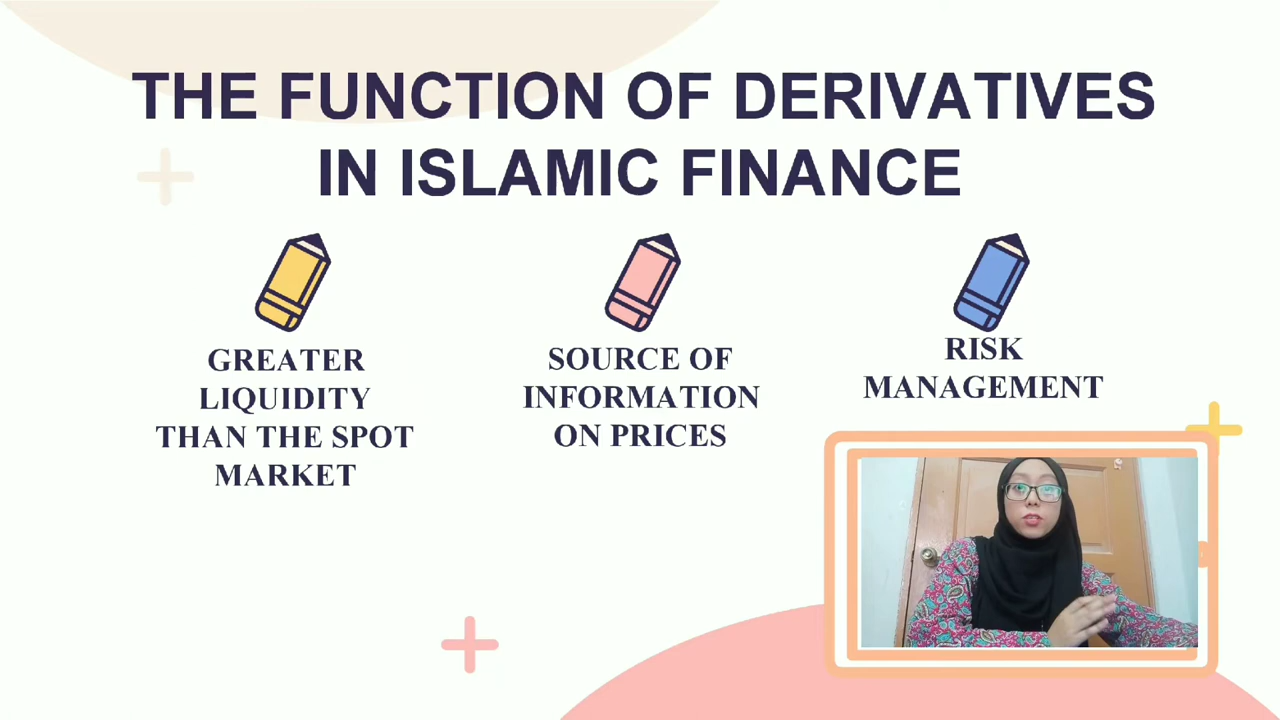 THE FUNCTION OF DERIVATIVES
IN ISLAMIC FINANCE
GREATER
LIQUIDITY
THAN THE SPOT
MARKET
SOURCE OF
INFORMATION
ON PRICES
RISK
MANAGEMENT